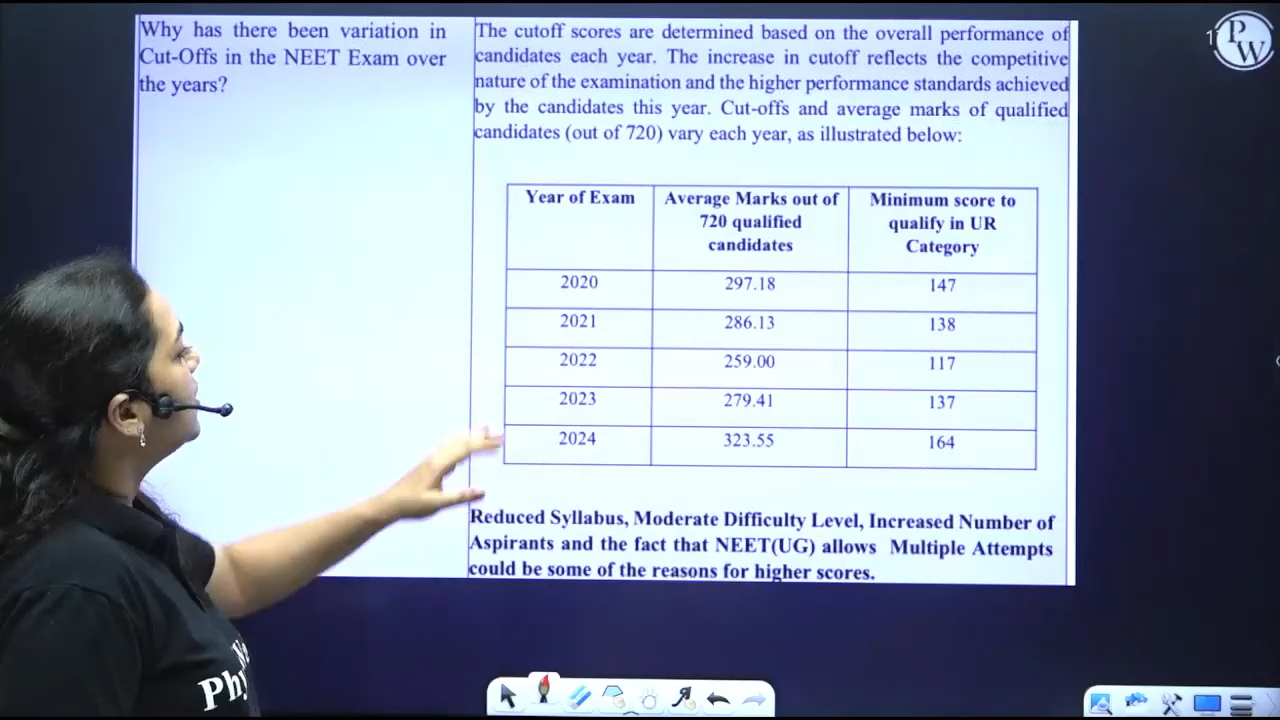 Why has there been variation in
Cut-Offs in the NEET Exam over
the years?
The cutoff scores are determined based on the overall performance of
candidates each year. The increase in cutoff reflects the competitive
nature of the examination and the higher performance standards achieved
by the candidates this year. Cut-offs and average marks of qualified
candidates (out of 720) vary each year, as illustrated below:
Year of Exam
Average Marks out of
720 qualified
candidates
Minimum score to
qualify in UR
Category
2020 297.18 147
2021 286.13 138
2022 259.00 117
2023 279.41 137
2024 323.55 164
Reduced Syllabus, Moderate Difficulty Level, Increased Number of
Aspirants and the fact that NEET(UG) allows Multiple Attempts
could be some of the reasons for higher scores.
PW
Phy